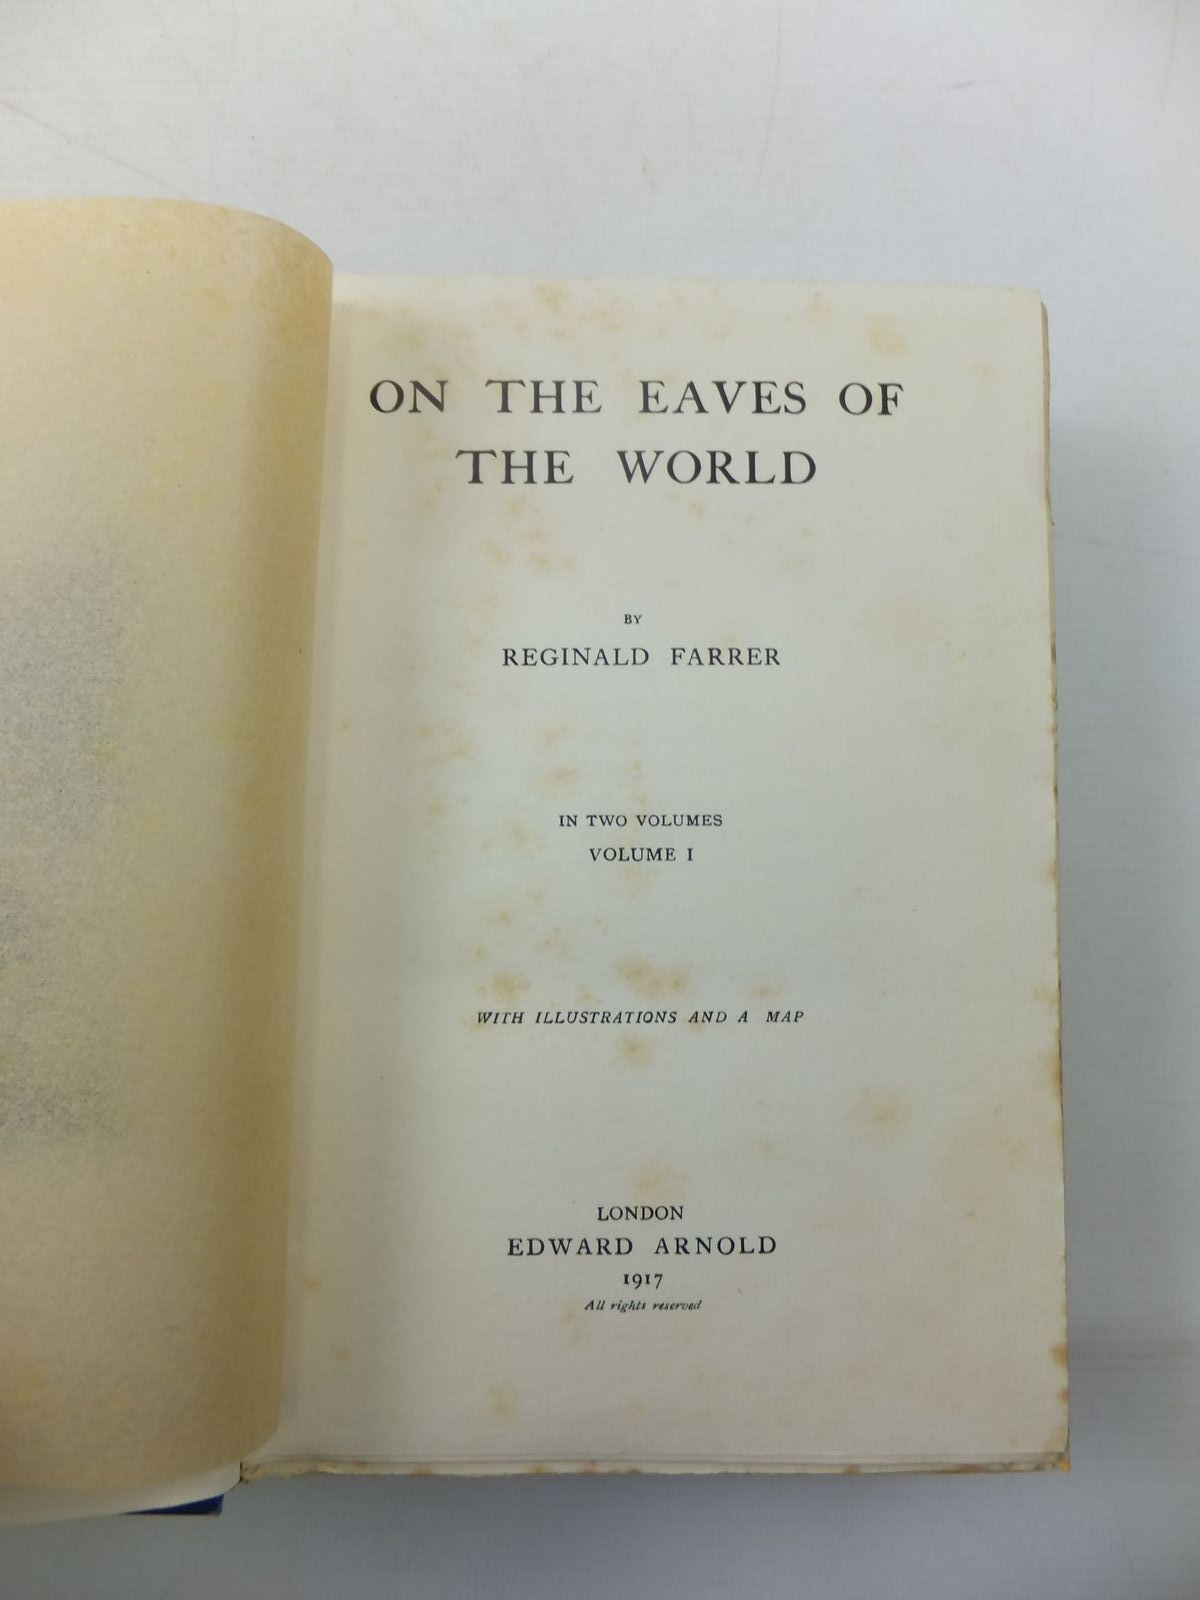 ON THE EAVES OF
THE WORLD
BY
REGINALD FARRER
IN TWO VOLUMES
VOLUME I
WITH ILLUSTRATIONS AND A MAP
LONDON
EDWARD ARNOLD
1917
All rights reserved